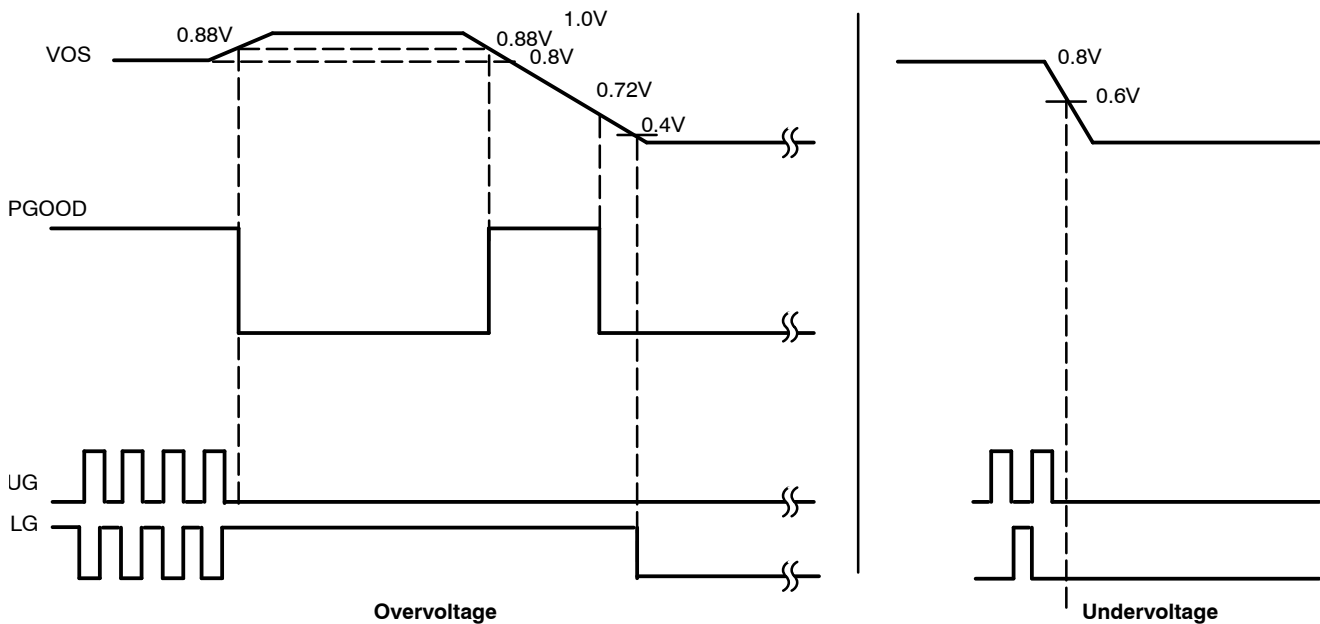 1.0V
0.88V
VOS
0.88V
0.8V
0.72V
0.4V
0.8V
0.6V
PGOOD
UG
LG
Overvoltage
Undervoltage